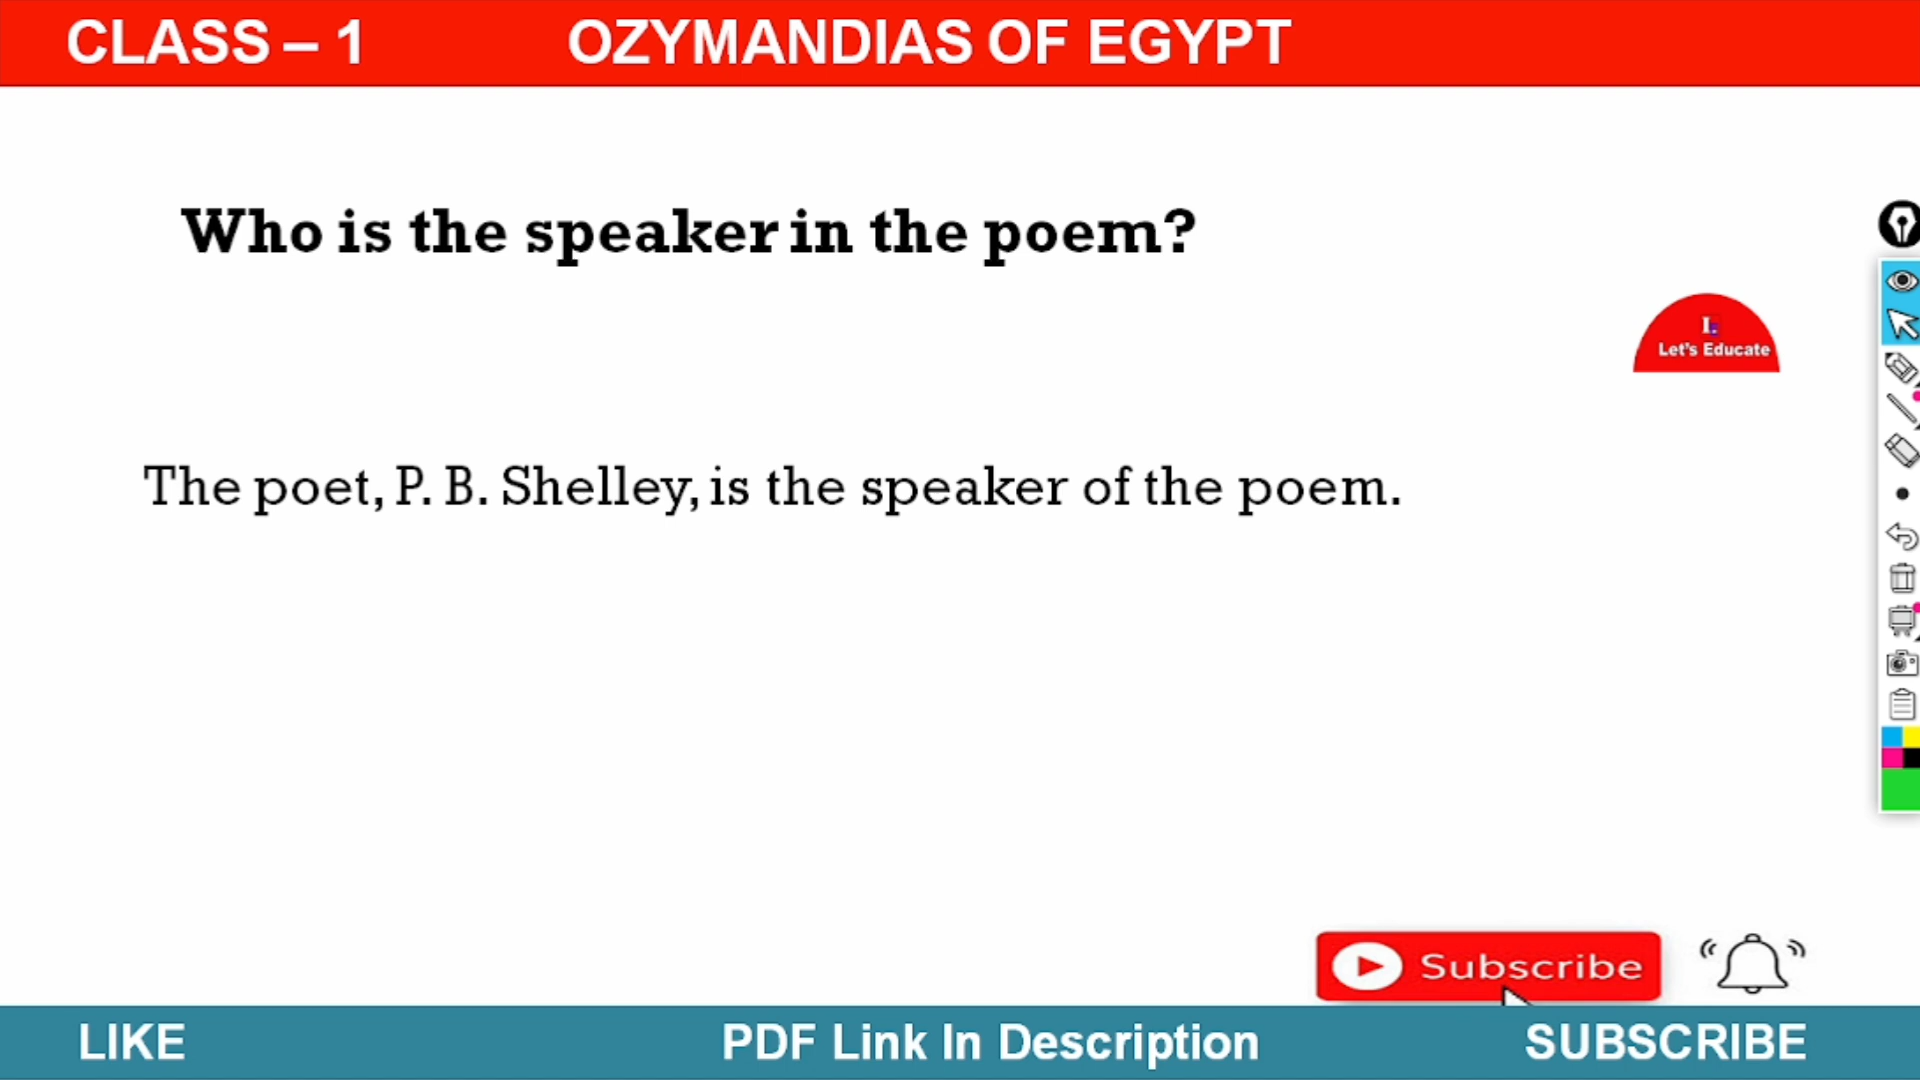 CLASS – 1 OZYMANDIAS OF EGYPT
Who is the speaker in the poem?
L.
Let's Educate
The poet, P. B. Shelley, is the speaker of the poem.
Subscribe
LIKE PDF Link In Description SUBSCRIBE